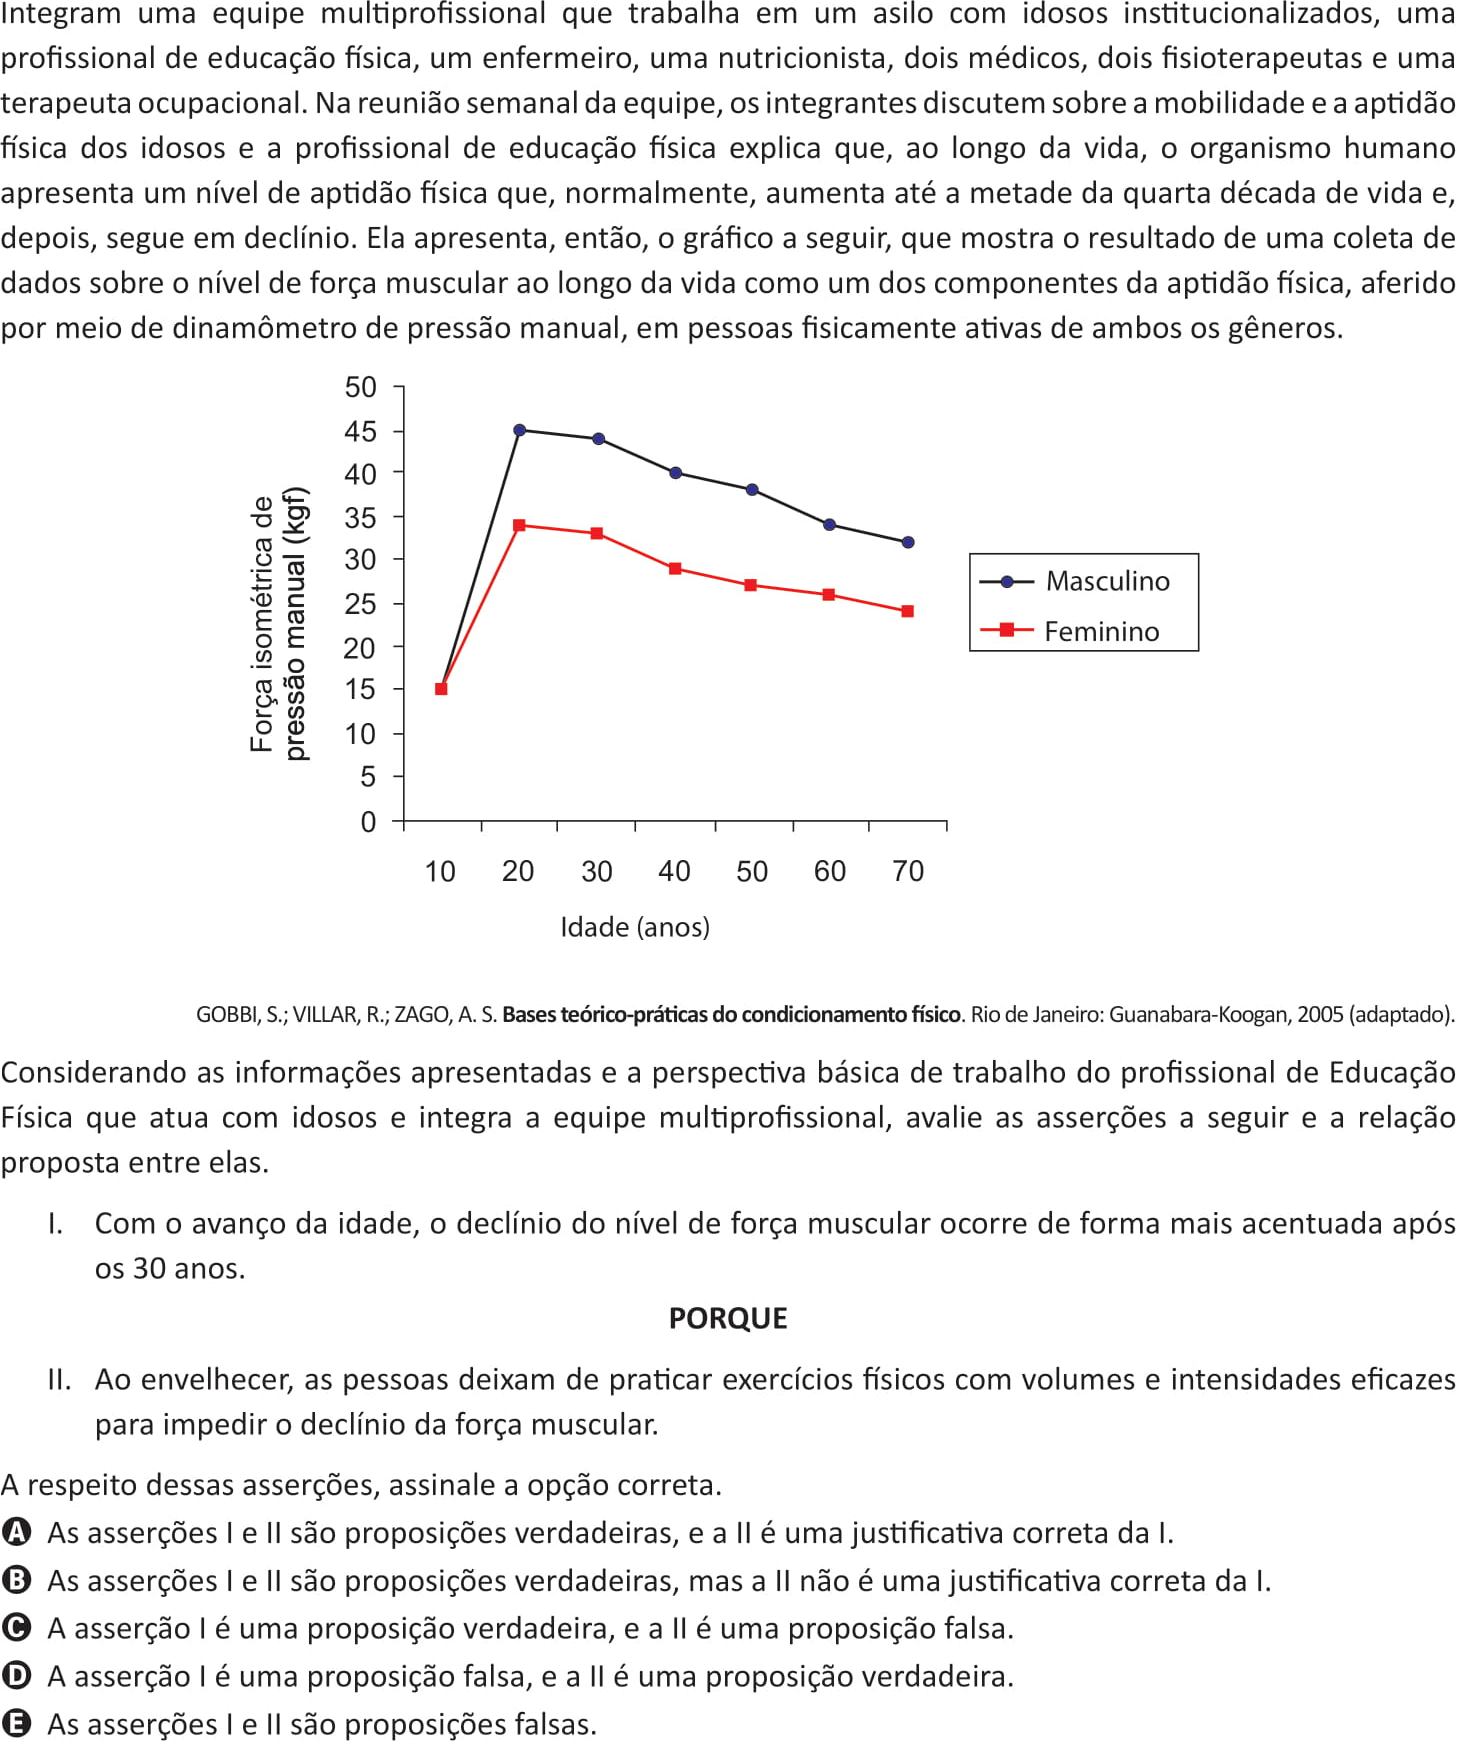 Integram uma equipe multiprofissional que trabalha em um asilo com idosos institucionalizados, uma
profissional de educação física, um enfermeiro, uma nutricionista, dois médicos, dois fisioterapeutas e uma
terapeuta ocupacional. Na reunião semanal da equipe, os integrantes discutem sobre a mobilidade e a aptidão
física dos idosos e a profissional de educação física explica que, ao longo da vida, o organismo humano
apresenta um nível de aptidão física que, normalmente, aumenta até a metade da quarta década de vida e,
depois, segue em declínio. Ela apresenta, então, o gráfico a seguir, que mostra o resultado de uma coleta de
dados sobre o nível de força muscular ao longo da vida como um dos componentes da aptidão física, aferido
por meio de dinamômetro de pressão manual, em pessoas fisicamente ativas de ambos os gêneros.
Força isométrica de
pressão manual (kgf)
50
45
40
35
30
25
20
15
10
5
0
10 20 30 40 50 60 70
Idade (anos)
Masculino
Feminino
GOBBI, S.; VILLAR, R.; ZAGO, A. S. Bases teórico-práticas do condicionamento físico. Rio de Janeiro: Guanabara-Koogan, 2005 (adaptado).
Considerando as informações apresentadas e a perspectiva básica de trabalho do profissional de Educação
Física que atua com idosos e integra a equipe multiprofissional, avalie as asserções a seguir e a relação
proposta entre elas.
I. Com o avanço da idade, o declínio do nível de força muscular ocorre de forma mais acentuada após
os 30 anos.
PORQUE
II. Ao envelhecer, as pessoas deixam de praticar exercícios físicos com volumes e intensidades eficazes
para impedir o declínio da força muscular.
A respeito dessas asserções, assinale a opção correta.
A As asserções I e II são proposições verdadeiras, e a II é uma justificativa correta da I.
B As asserções I e II são proposições verdadeiras, mas a II não é uma justificativa correta da I.
C A asserção I é uma proposição verdadeira, e a II é uma proposição falsa.
D A asserção I é uma proposição falsa, e a II é uma proposição verdadeira.
E As asserções I e II são proposições falsas.